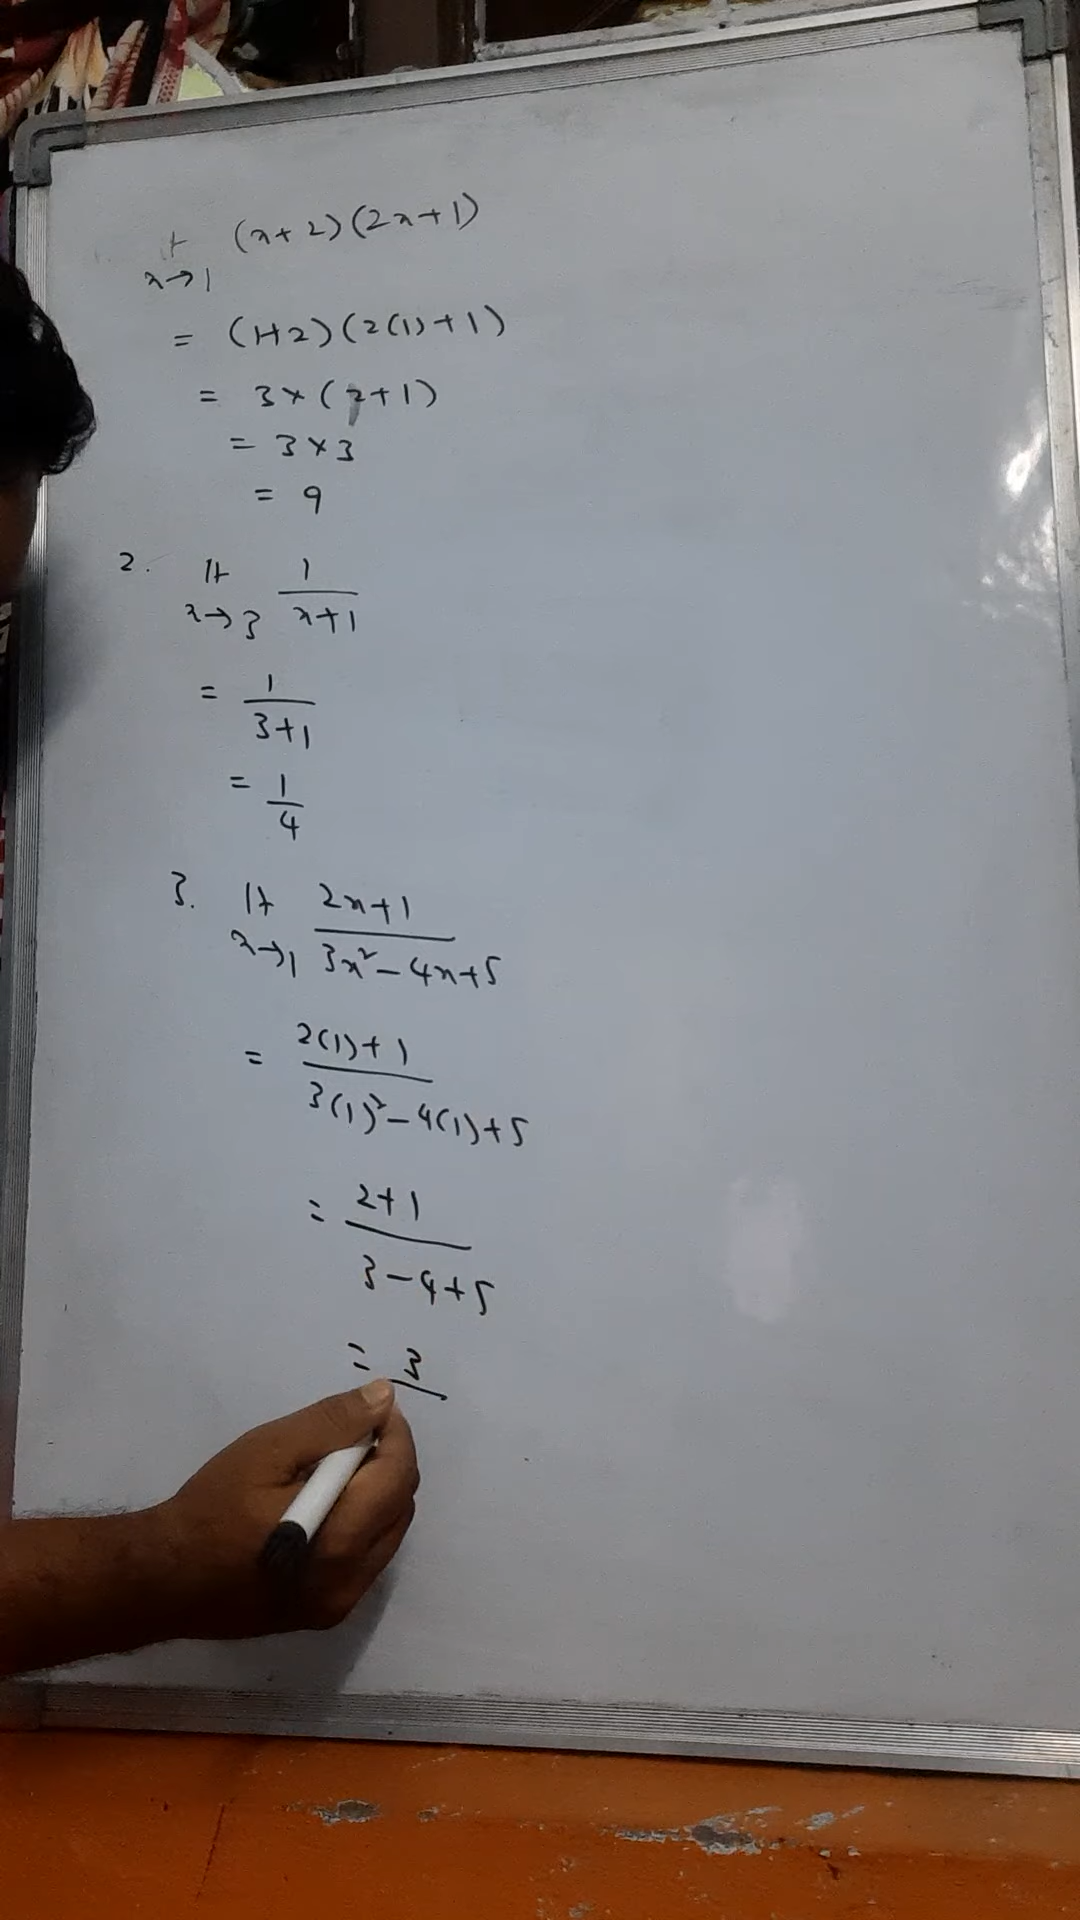 lt (x+2)(2x+1)
x→1
= (1+2)(2(1)+1)
= 3×(2+1)
= 3×3
= 9
2. lt 1/(x+1)
x→3
= 1/(3+1)
= 1/4
3. lt (2x+1)/(3x²-4x+5)
x→1
= (2(1)+1)/(3(1)²-4(1)+5)
= (2+1)/(3-4+5)
= 3/